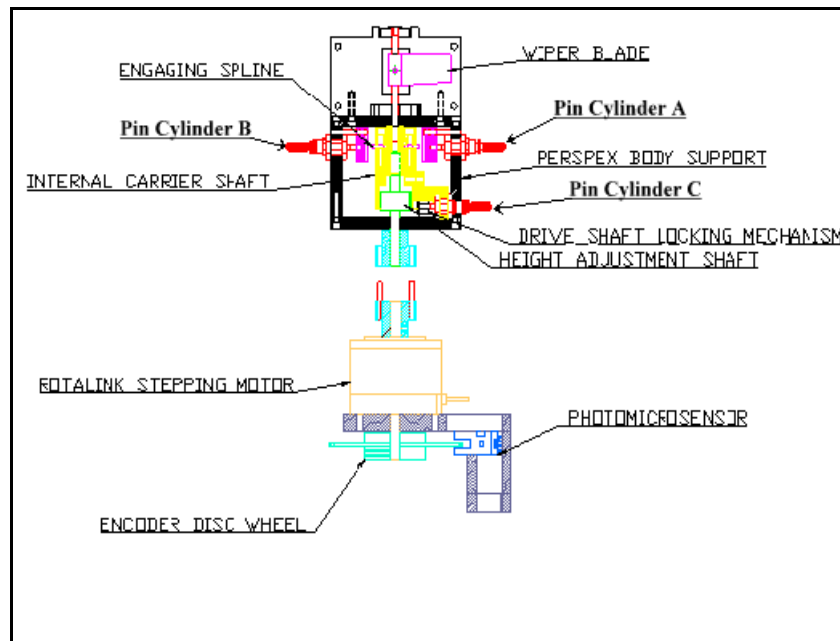 WIPER BLADE
ENGAGING SPLINE
Pin Cylinder A
Pin Cylinder B
PERSPEX BODY SUPPORT
INTERNAL CARRIER SHAFT
Pin Cylinder C
DRIVE SHAFT LOCKING MECHANISM
HEIGHT ADJUSTMENT SHAFT
ROTALINK STEPPING MOTOR
PHOTOMICROSENSOR
ENCODER DISC WHEEL